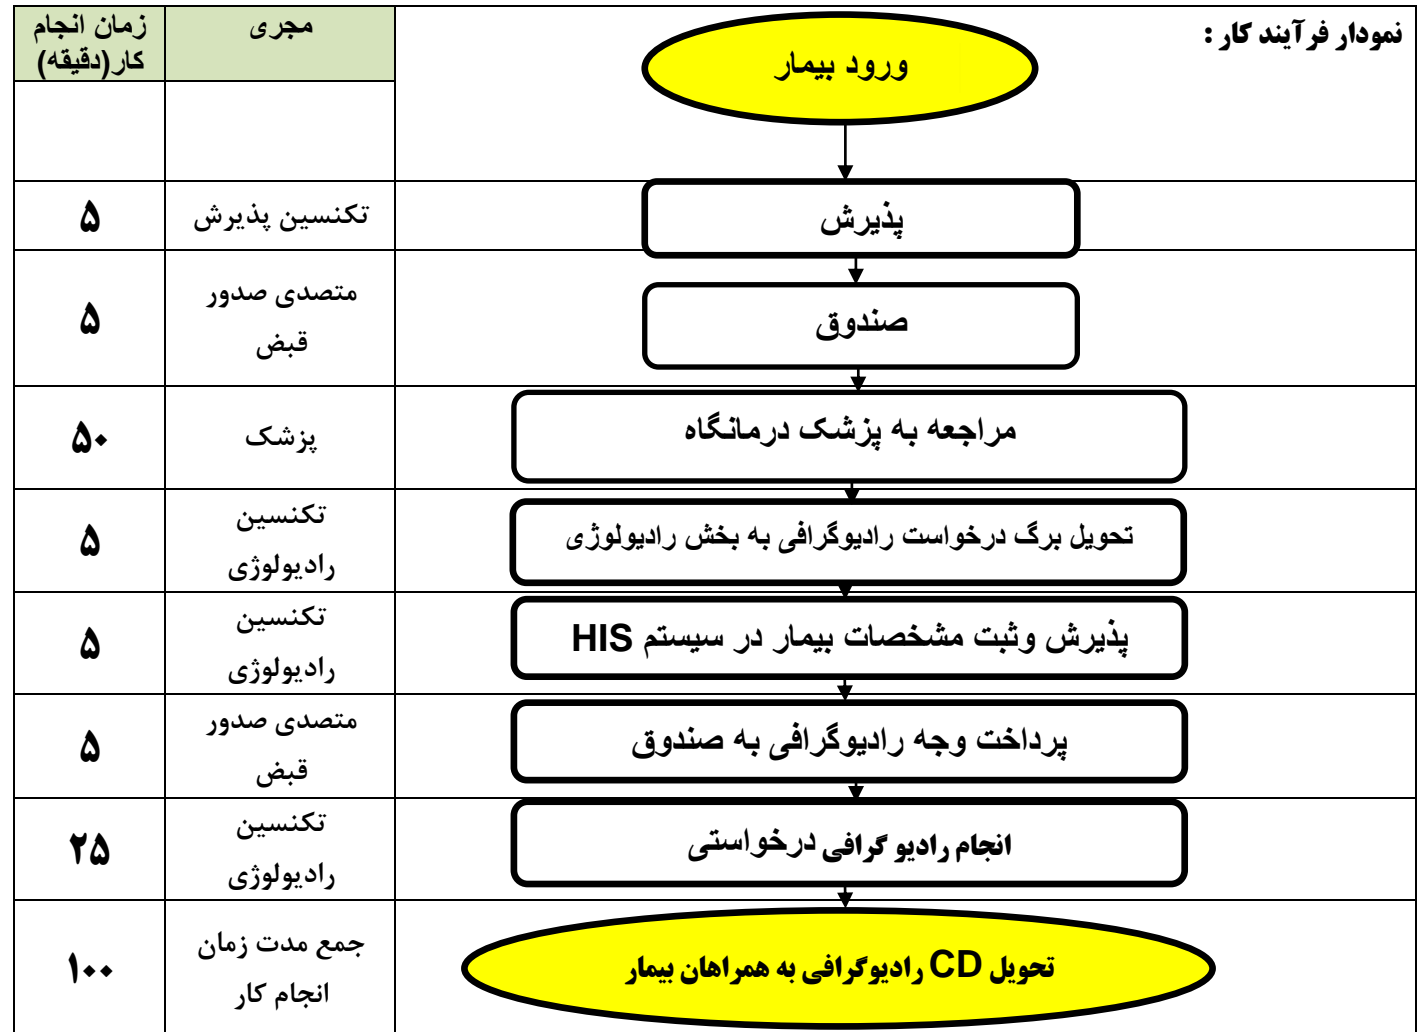 نمودار فرآیند کار :
ورود بیمار
مجری
زمان انجام
کار(دقیقه)
پذیرش
تکنسین پذیرش
۵
صندوق
متصدی صدور
قبض
۵
مراجعه به پزشک درمانگاه
پزشک
۵۰
تحویل برگ درخواست رادیوگرافی به بخش رادیولوژی
تکنسین
رادیولوژی
۵
پذیرش وثبت مشخصات بیمار در سیستم HIS
تکنسین
رادیولوژی
۵
پرداخت وجه رادیوگرافی به صندوق
متصدی صدور
قبض
۵
انجام رادیو گرافی درخواستی
تکنسین
رادیولوژی
۲۵
تحویل CD رادیوگرافی به همراهان بیمار
جمع مدت زمان
انجام کار
۱۰۰